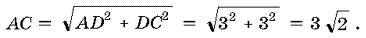 AC = √(AD² + DC²) = √(3² + 3²) = 3 √2 .